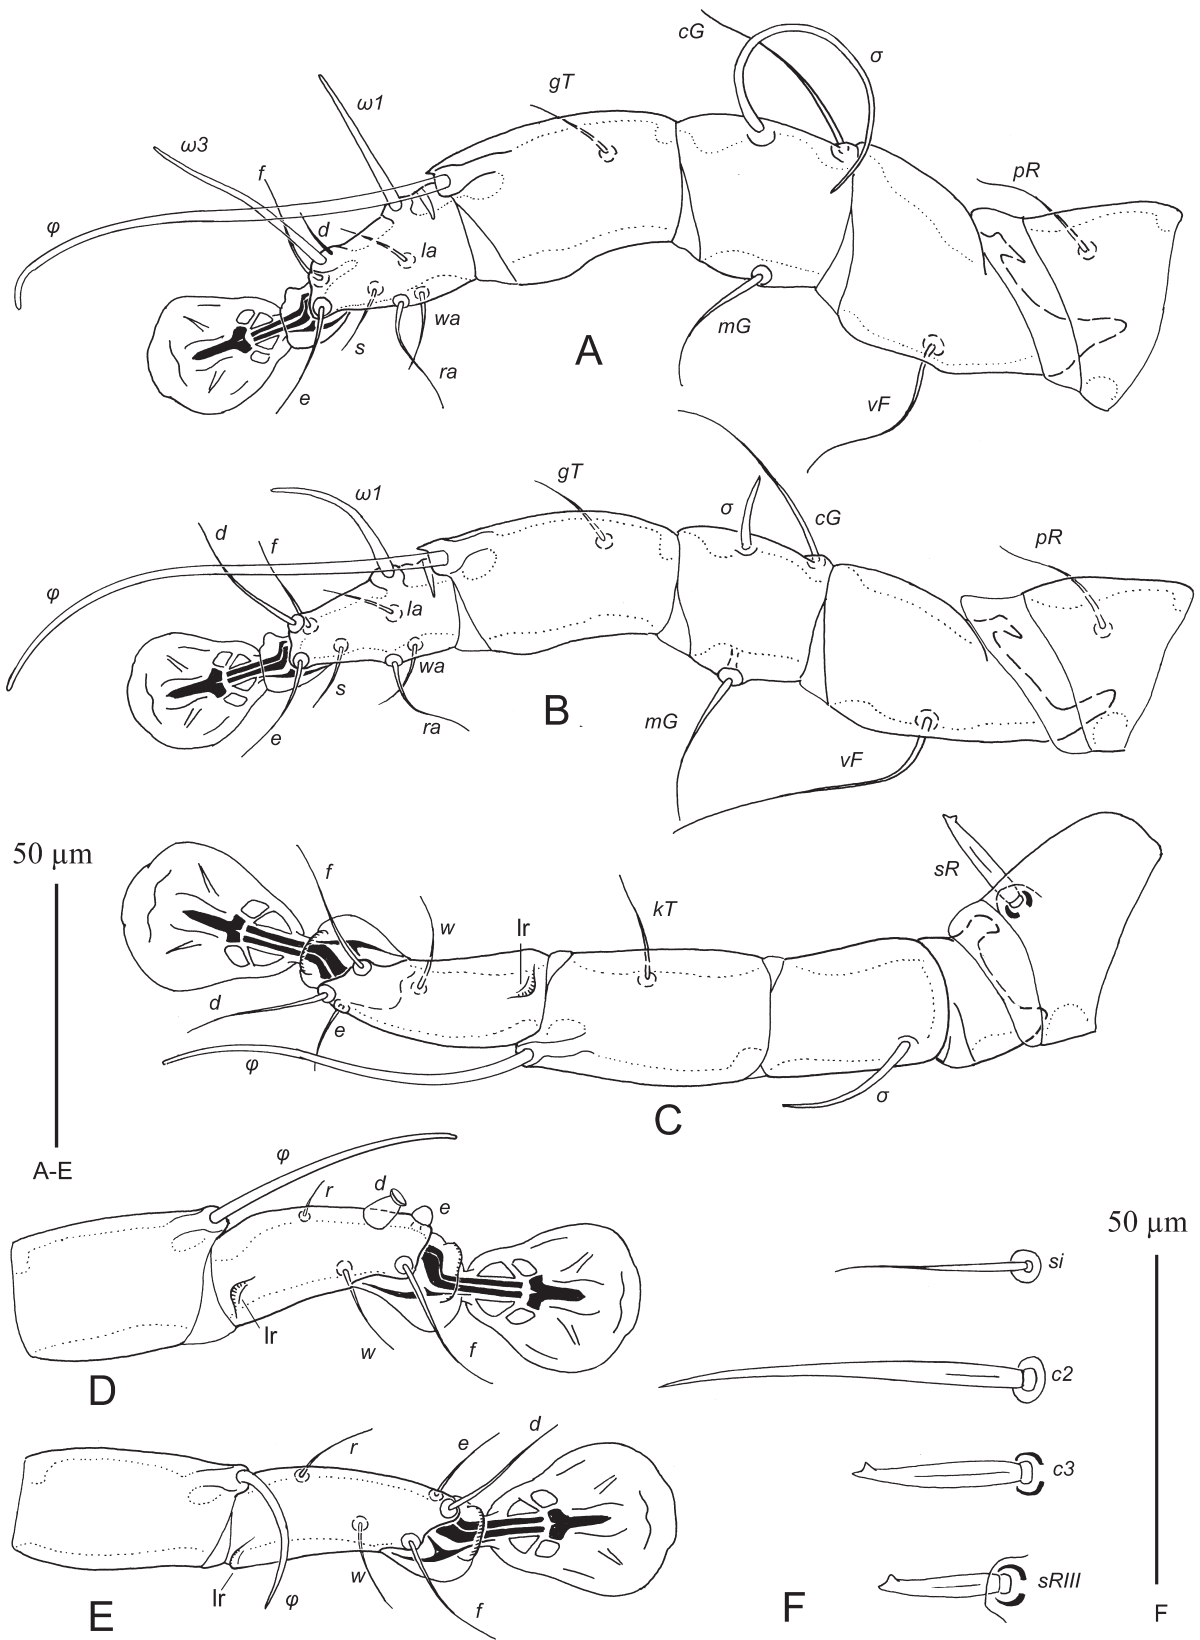 cG
σ
gT
ω1
ω3
f
pR
φ
d
la
wa
s
mG
A
ra
e
vF
gT
ω1
σ
cG
d
f
pR
φ
la
wa
s
B
ra
mG
e
vF
50 µm
A-E
sR
f
kT
w
lr
d
e
φ
σ
C
φ
r
d
e
lr
w
f
D
r
e
d
lr
φ
w
f
E
50 µm
si
c2
c3
sRIII
F
F